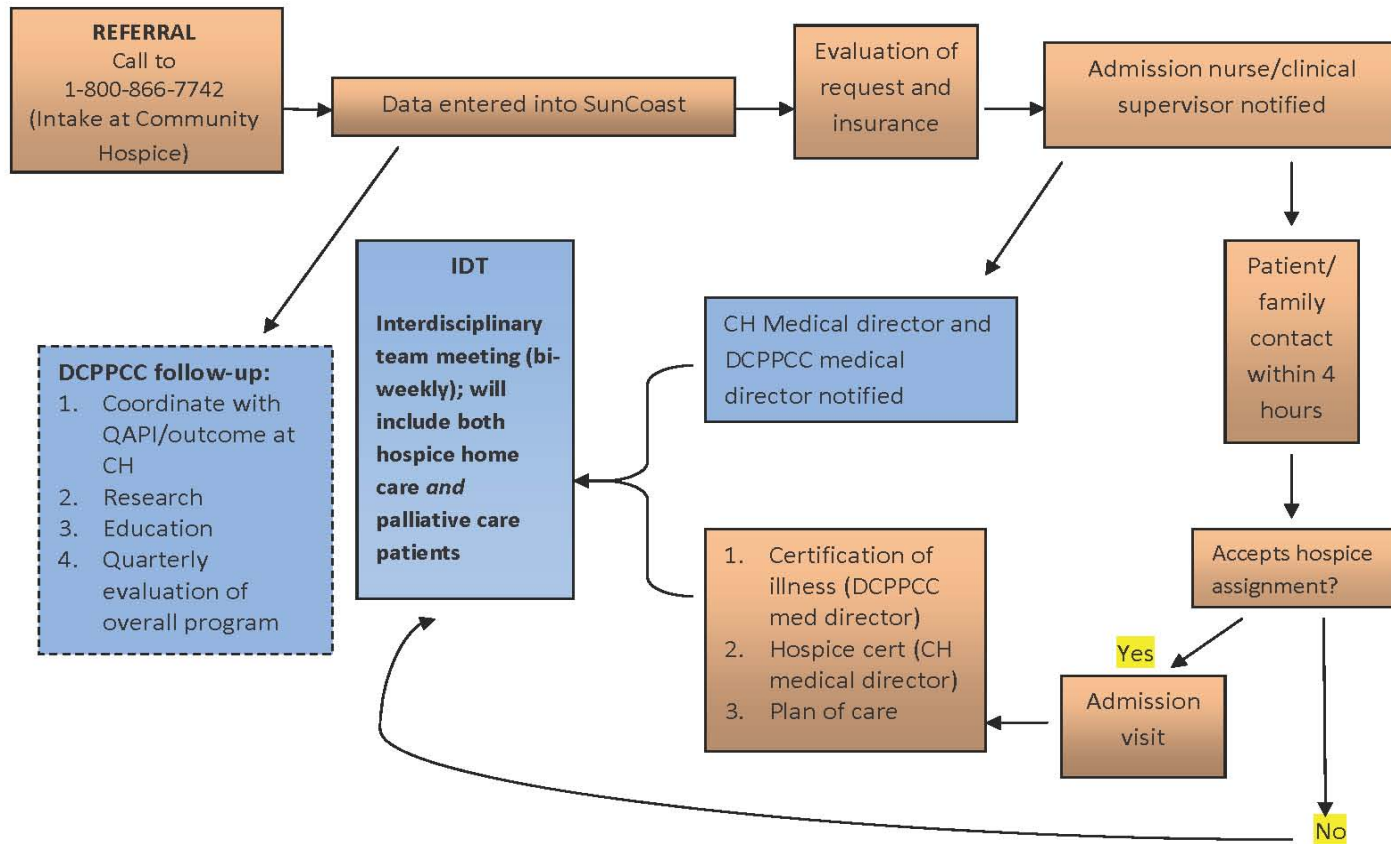 REFERRAL
Call to
1-800-866-7742
(Intake at Community
Hospice)
Data entered into SunCoast
Evaluation of
request and
insurance
Admission nurse/clinical
supervisor notified
IDT
Interdisciplinary
team meeting (bi-
weekly); will
include both
hospice home
care and
palliative care
patients
CH Medical director and
DCPPCC medical
director notified
Patient/
family
contact
within 4
hours
DCPPCC follow-up:
1. Coordinate with
QAPI/outcome at
CH
2. Research
3. Education
4. Quarterly
evaluation of
overall program
1. Certification of
illness (DCPPCC
med director)
2. Hospice cert (CH
medical director)
3. Plan of care
Accepts hospice
assignment?
Yes
Admission
visit
No